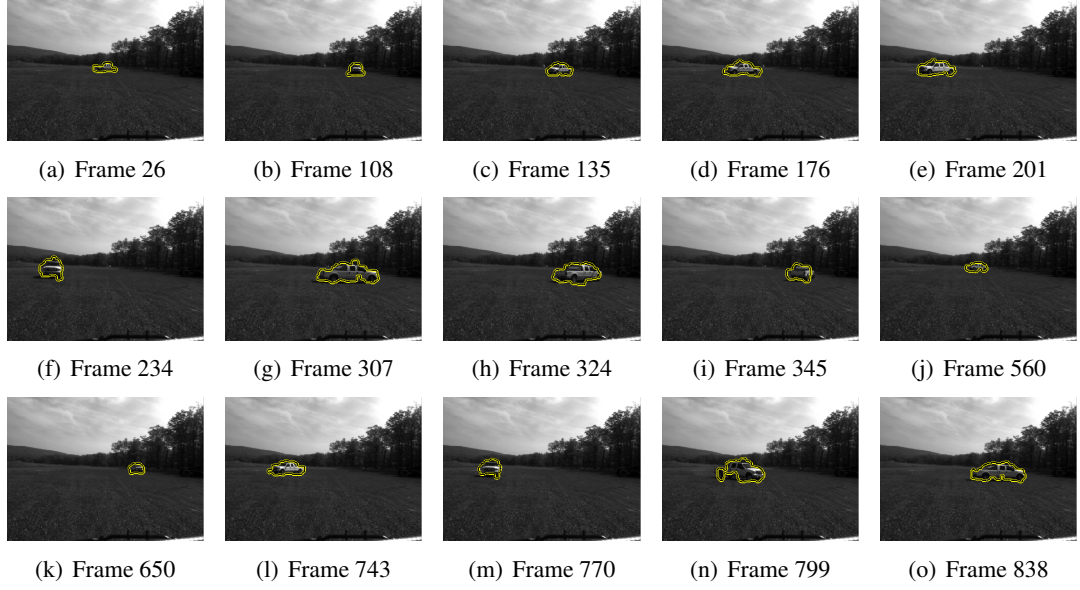 (a) Frame 26
(b) Frame 108
(c) Frame 135
(d) Frame 176
(e) Frame 201
(f) Frame 234
(g) Frame 307
(h) Frame 324
(i) Frame 345
(j) Frame 560
(k) Frame 650
(l) Frame 743
(m) Frame 770
(n) Frame 799
(o) Frame 838